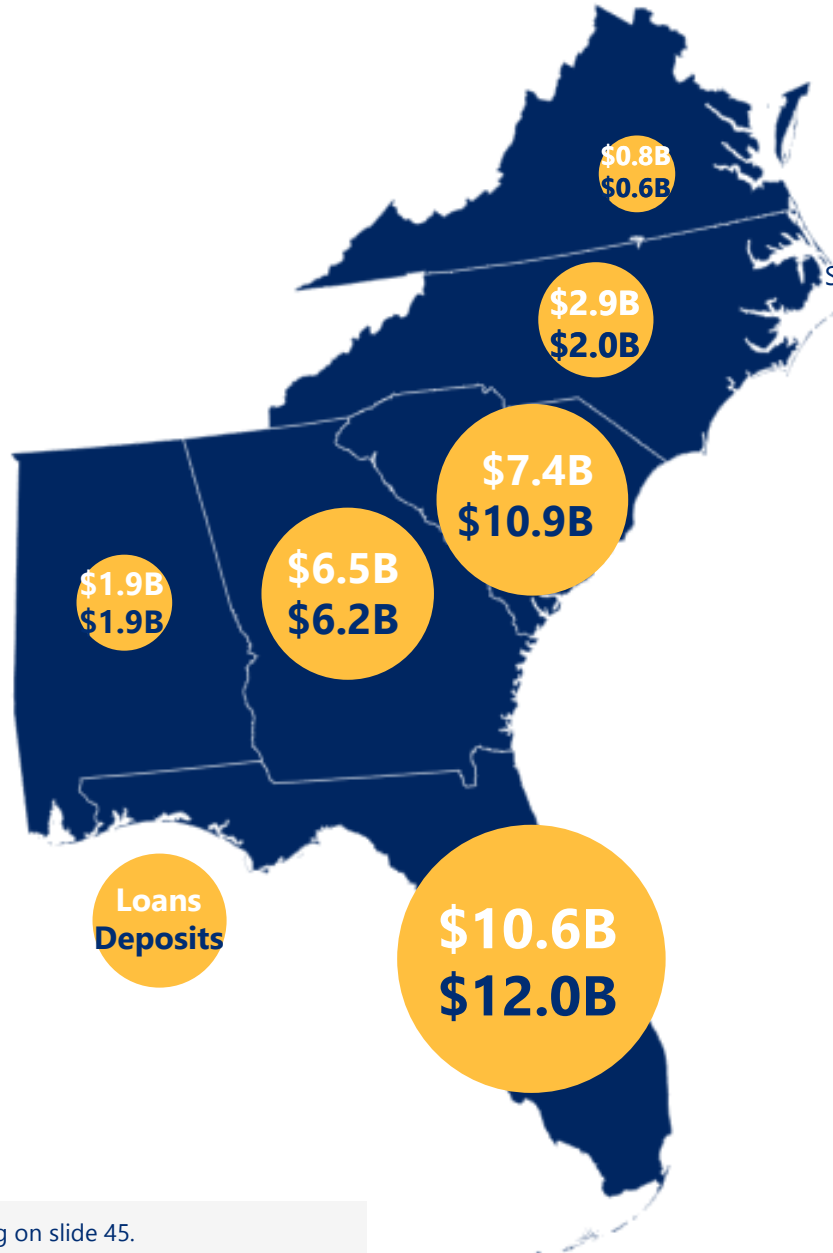 $0.8B
$0.6B
S
$2.9B
$2.0B
$7.4B
$10.9B
$6.5B
$6.2B
$1.9B
$1.9B
Loans
Deposits
$10.6B
$12.0B
g on slide 45.